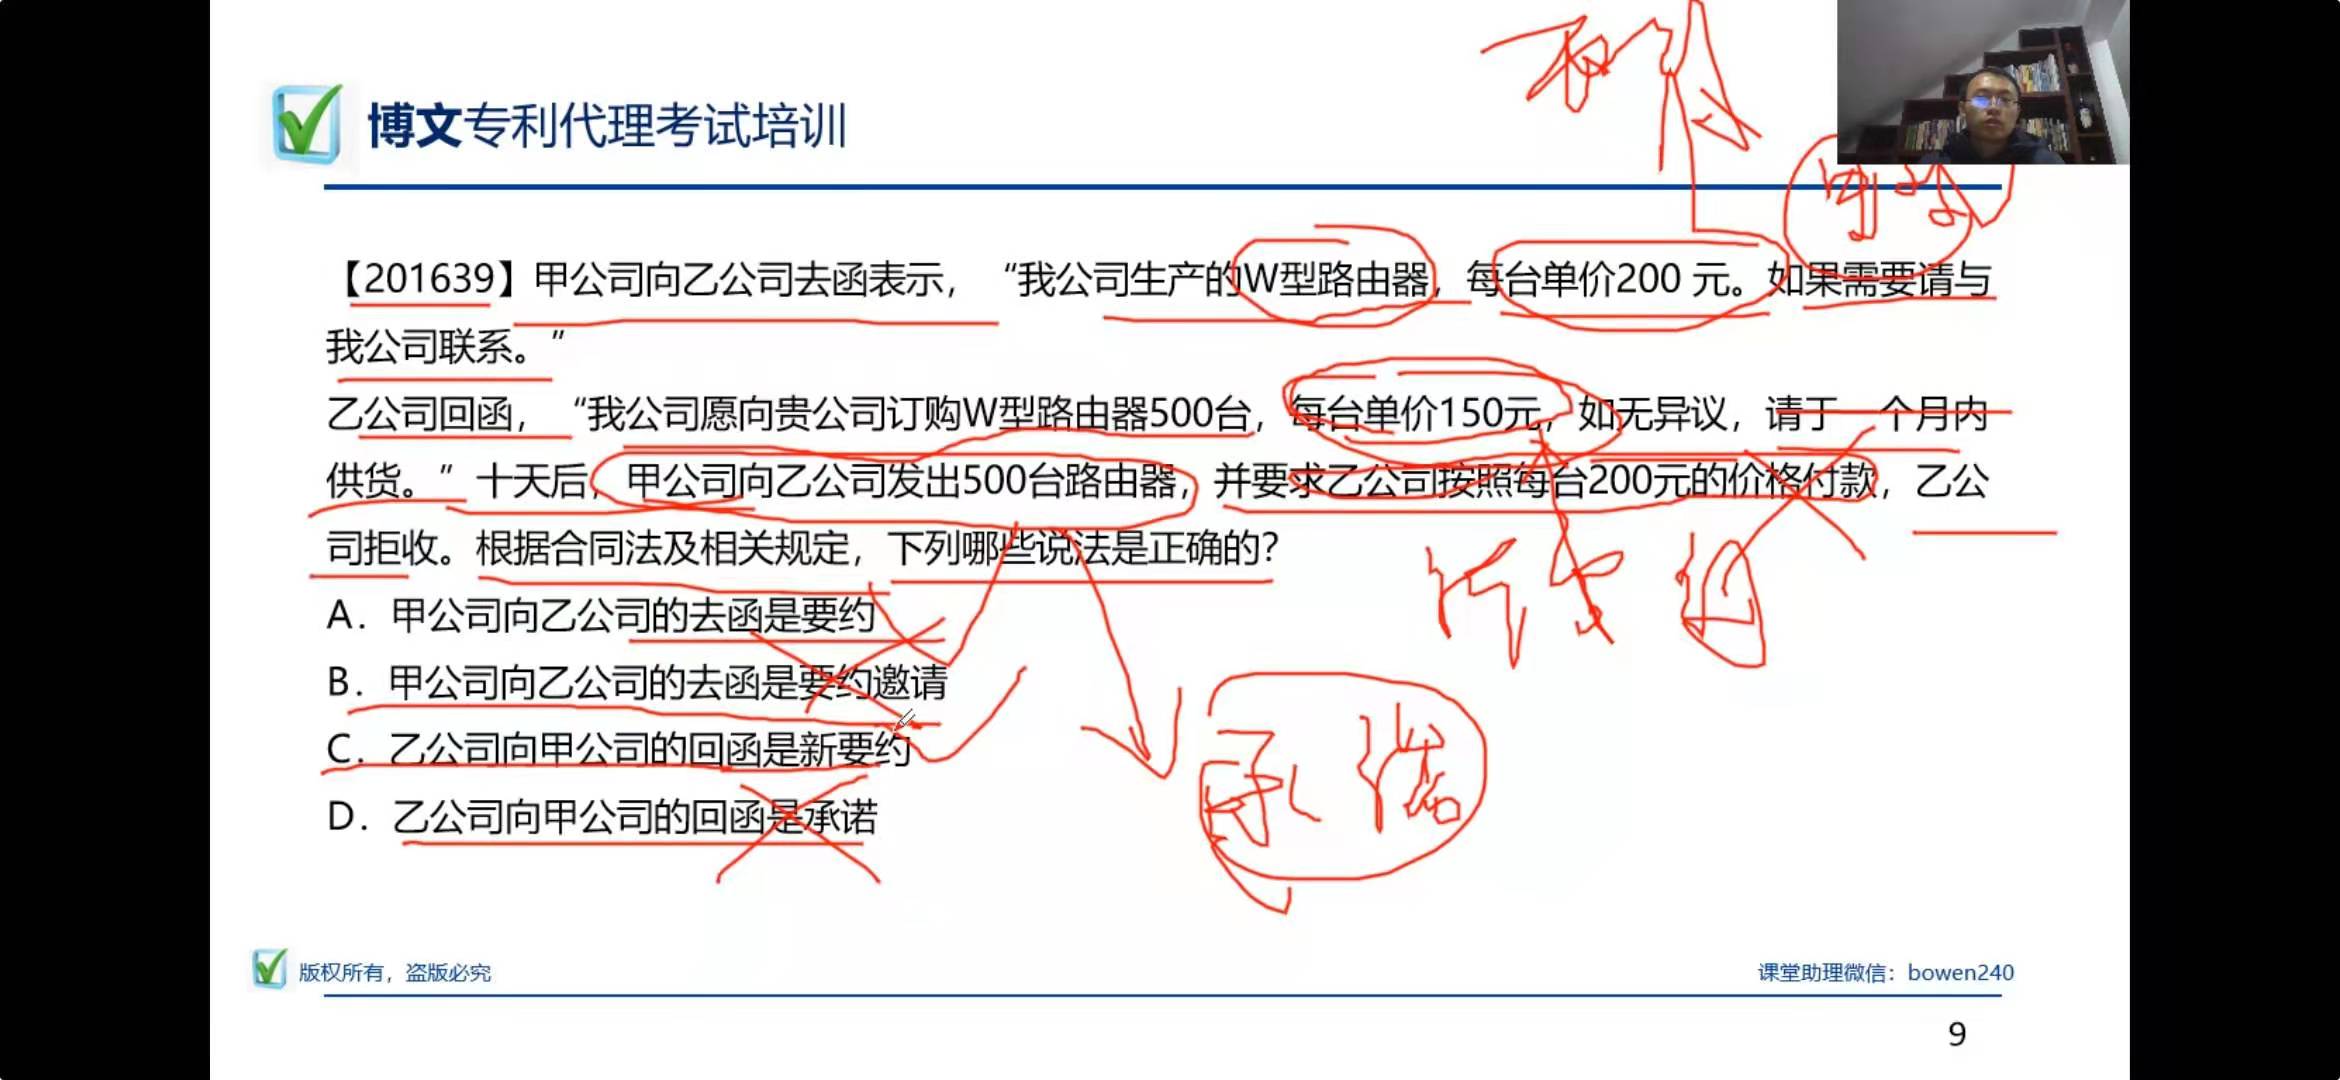 博文专利代理考试培训
【201639】甲公司向乙公司去函表示，“我公司生产的W型路由器，每台单价200 元。如果需要请与
我公司联系。”
乙公司回函，“我公司愿向贵公司订购W型路由器500台，每台单价150元，如无异议，请于一个月内
供货。”十天后，甲公司向乙公司发出500台路由器，并要求乙公司按照每台200元的价格付款，乙公
司拒收。根据合同法及相关规定，下列哪些说法是正确的？
A．甲公司向乙公司的去函是要约
B．甲公司向乙公司的去函是要约邀请
C．乙公司向甲公司的回函是新要约
D．乙公司向甲公司的回函是承诺
承诺
版权所有，盗版必究
课堂助理微信：bowen240
9